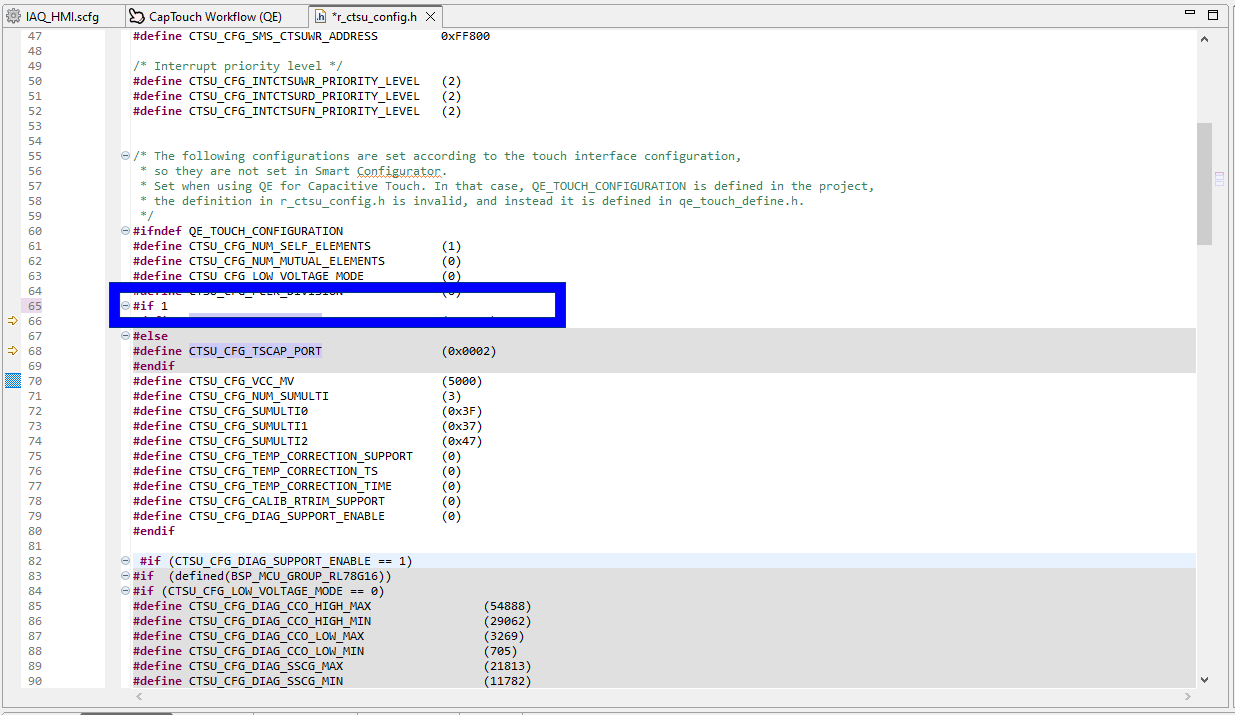 IAQ_HMI.scfg CapTouch Workflow (QE) *r_ctsu_config.h
47 #define CTSU_CFG_SMS_CTSUWR_ADDRESS 0xFF800
48
49 /* Interrupt priority level */
50 #define CTSU_CFG_INTCTSUWR_PRIORITY_LEVEL (2)
51 #define CTSU_CFG_INTCTSURD_PRIORITY_LEVEL (2)
52 #define CTSU_CFG_INTCTSUFN_PRIORITY_LEVEL (2)
53
54
55 /* The following configurations are set according to the touch interface configuration,
56 * so they are not set in Smart Configurator.
57 * Set when using QE for Capacitive Touch. In that case, QE_TOUCH_CONFIGURATION is defined in the project,
58 * the definition in r_ctsu_config.h is invalid, and instead it is defined in qe_touch_define.h.
59 */
60 #ifndef QE_TOUCH_CONFIGURATION
61 #define CTSU_CFG_NUM_SELF_ELEMENTS (1)
62 #define CTSU_CFG_NUM_MUTUAL_ELEMENTS (0)
63 #define CTSU_CFG_LOW_VOLTAGE_MODE (0)
64 #define CTSU_CFG_PCLK_DIVISION (0)
65 #if 1
66
67 #else
68 #define CTSU_CFG_TSCAP_PORT (0x0002)
69 #endif
70 #define CTSU_CFG_VCC_MV (5000)
71 #define CTSU_CFG_NUM_SUMULTI (3)
72 #define CTSU_CFG_SUMULTI0 (0x3F)
73 #define CTSU_CFG_SUMULTI1 (0x37)
74 #define CTSU_CFG_SUMULTI2 (0x47)
75 #define CTSU_CFG_TEMP_CORRECTION_SUPPORT (0)
76 #define CTSU_CFG_TEMP_CORRECTION_TS (0)
77 #define CTSU_CFG_TEMP_CORRECTION_TIME (0)
78 #define CTSU_CFG_CALIB_RTRIM_SUPPORT (0)
79 #define CTSU_CFG_DIAG_SUPPORT_ENABLE (0)
80 #endif
81
82 #if (CTSU_CFG_DIAG_SUPPORT_ENABLE == 1)
83 #if (defined(BSP_MCU_GROUP_RL78G16))
84 #if (CTSU_CFG_LOW_VOLTAGE_MODE == 0)
85 #define CTSU_CFG_DIAG_CCO_HIGH_MAX (54888)
86 #define CTSU_CFG_DIAG_CCO_HIGH_MIN (29062)
87 #define CTSU_CFG_DIAG_CCO_LOW_MAX (3269)
88 #define CTSU_CFG_DIAG_CCO_LOW_MIN (705)
89 #define CTSU_CFG_DIAG_SSCG_MAX (21813)
90 #define CTSU_CFG_DIAG_SSCG_MIN (11782)